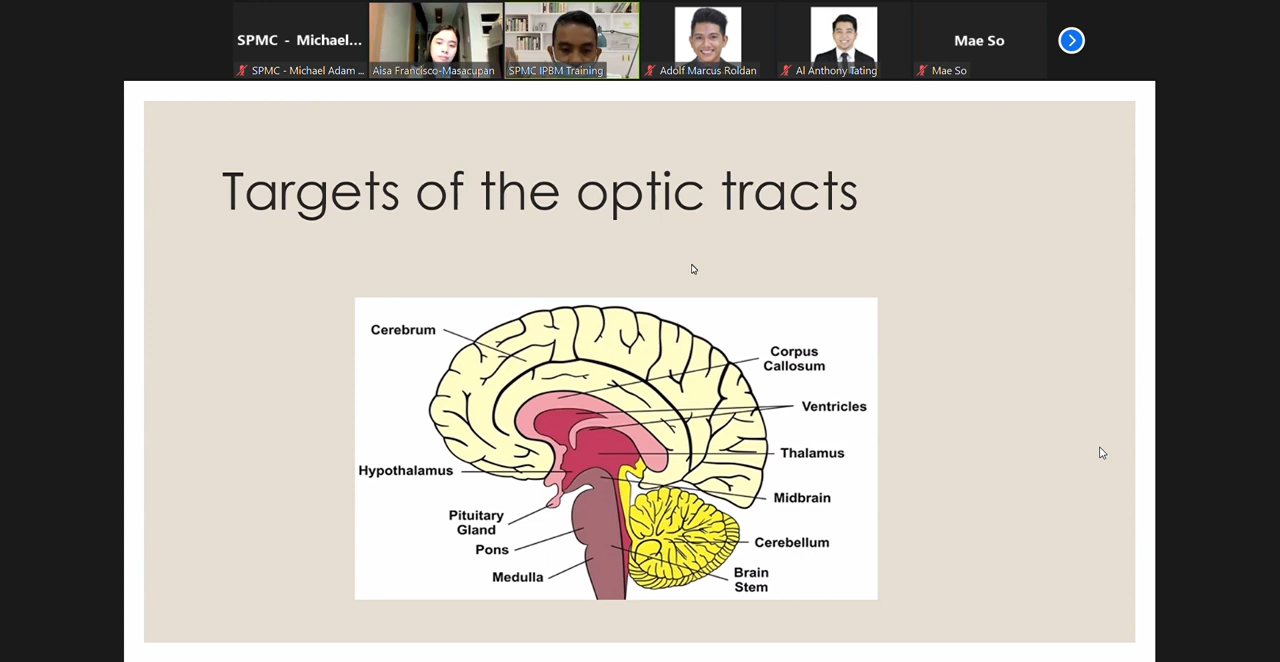 SPMC - Michael...
Mae So
SPMC - Michael Adam ...
Aisa Francisco-Masacupan
SPMC IPBM Training
Adolf Marcus Roldan
Al Anthony Tating
Mae So
Targets of the optic tracts
Cerebrum
Corpus
Callosum
Ventricles
Thalamus
Hypothalamus
Midbrain
Pituitary
Gland
Pons
Cerebellum
Medulla
Brain
Stem